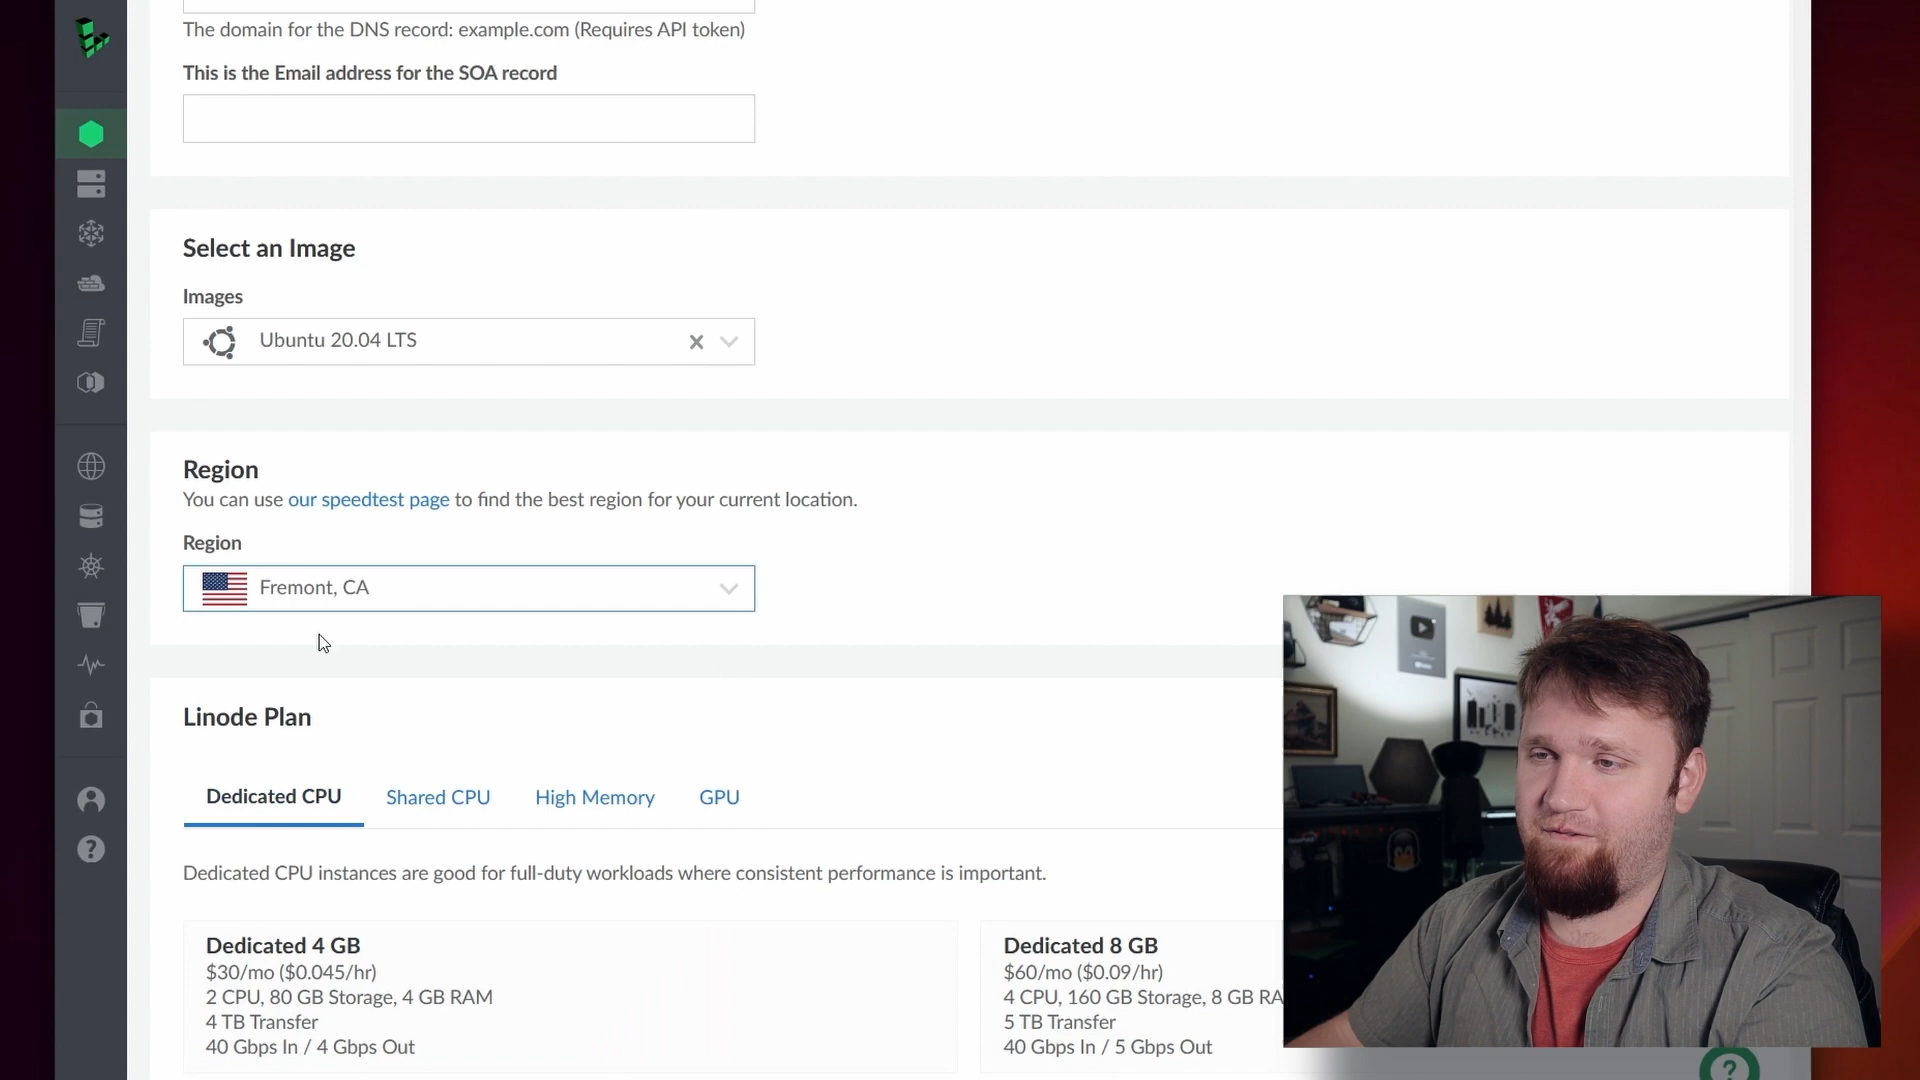 The domain for the DNS record: example.com (Requires API token)
This is the Email address for the SOA record
Select an Image
Images
Ubuntu 20.04 LTS
Region
You can use our speedtest page to find the best region for your current location.
Region
Fremont, CA
Linode Plan
Dedicated CPU
Shared CPU
High Memory
GPU
Dedicated CPU instances are good for full-duty workloads where consistent performance is important.
Dedicated 4 GB
$30/mo ($0.045/hr)
2 CPU, 80 GB Storage, 4 GB RAM
4 TB Transfer
40 Gbps In / 4 Gbps Out
Dedicated 8 GB
$60/mo ($0.09/hr)
4 CPU, 160 GB Storage, 8 GB RA
5 TB Transfer
40 Gbps In / 5 Gbps Out